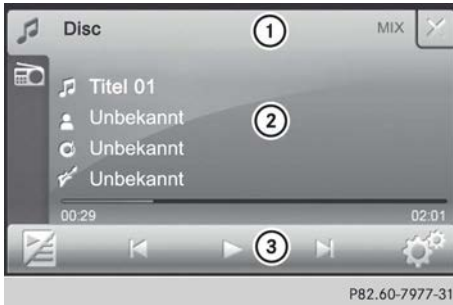 Disc
1
MIX
Titel 01
Unbekannt
2
Unbekannt
Unbekannt
00:29
02:01
3
P82.60-7977-31